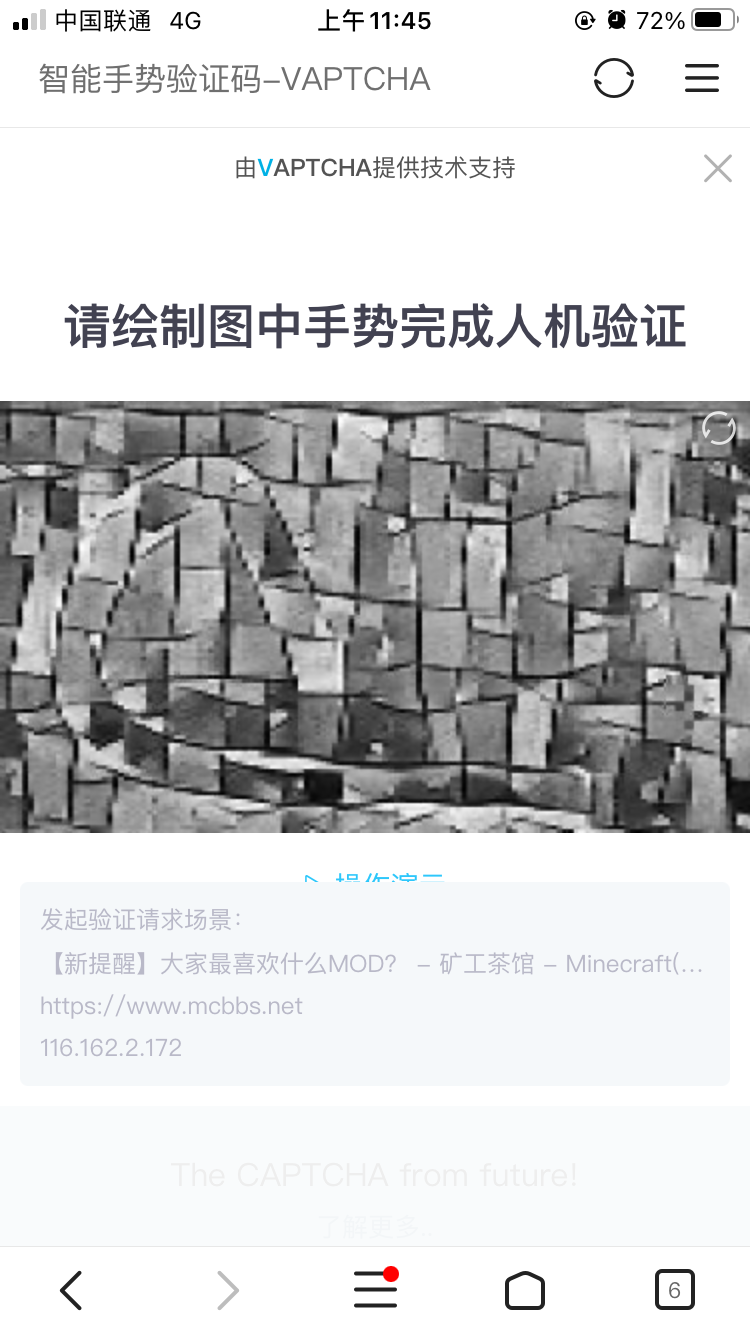 中国联通 4G 上午11:45 72%
智能手势验证码-VAPTCHA
由VAPTCHA提供技术支持
请绘制图中手势完成人机验证
操作演示
发起验证请求场景：
【新提醒】大家最喜欢什么MOD？ - 矿工茶馆 - Minecraft(...
https://www.mcbbs.net
116.162.2.172
The CAPTCHA from future!
了解更多..
6